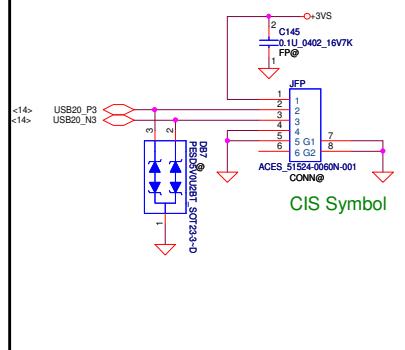 +3VS
2
C145
0.1U_0402_16V7K
FP@
1
JFP
<14> USB20_P3
<14> USB20_N3
1 1
2 2
3 3
4 4
5 5 G1 7
6 6 G2 8
ACES_51524-0060N-001
CONN@
CIS Symbol
3 2
1
DB7
@
PESD5V0U2BT_SOT23-3~D